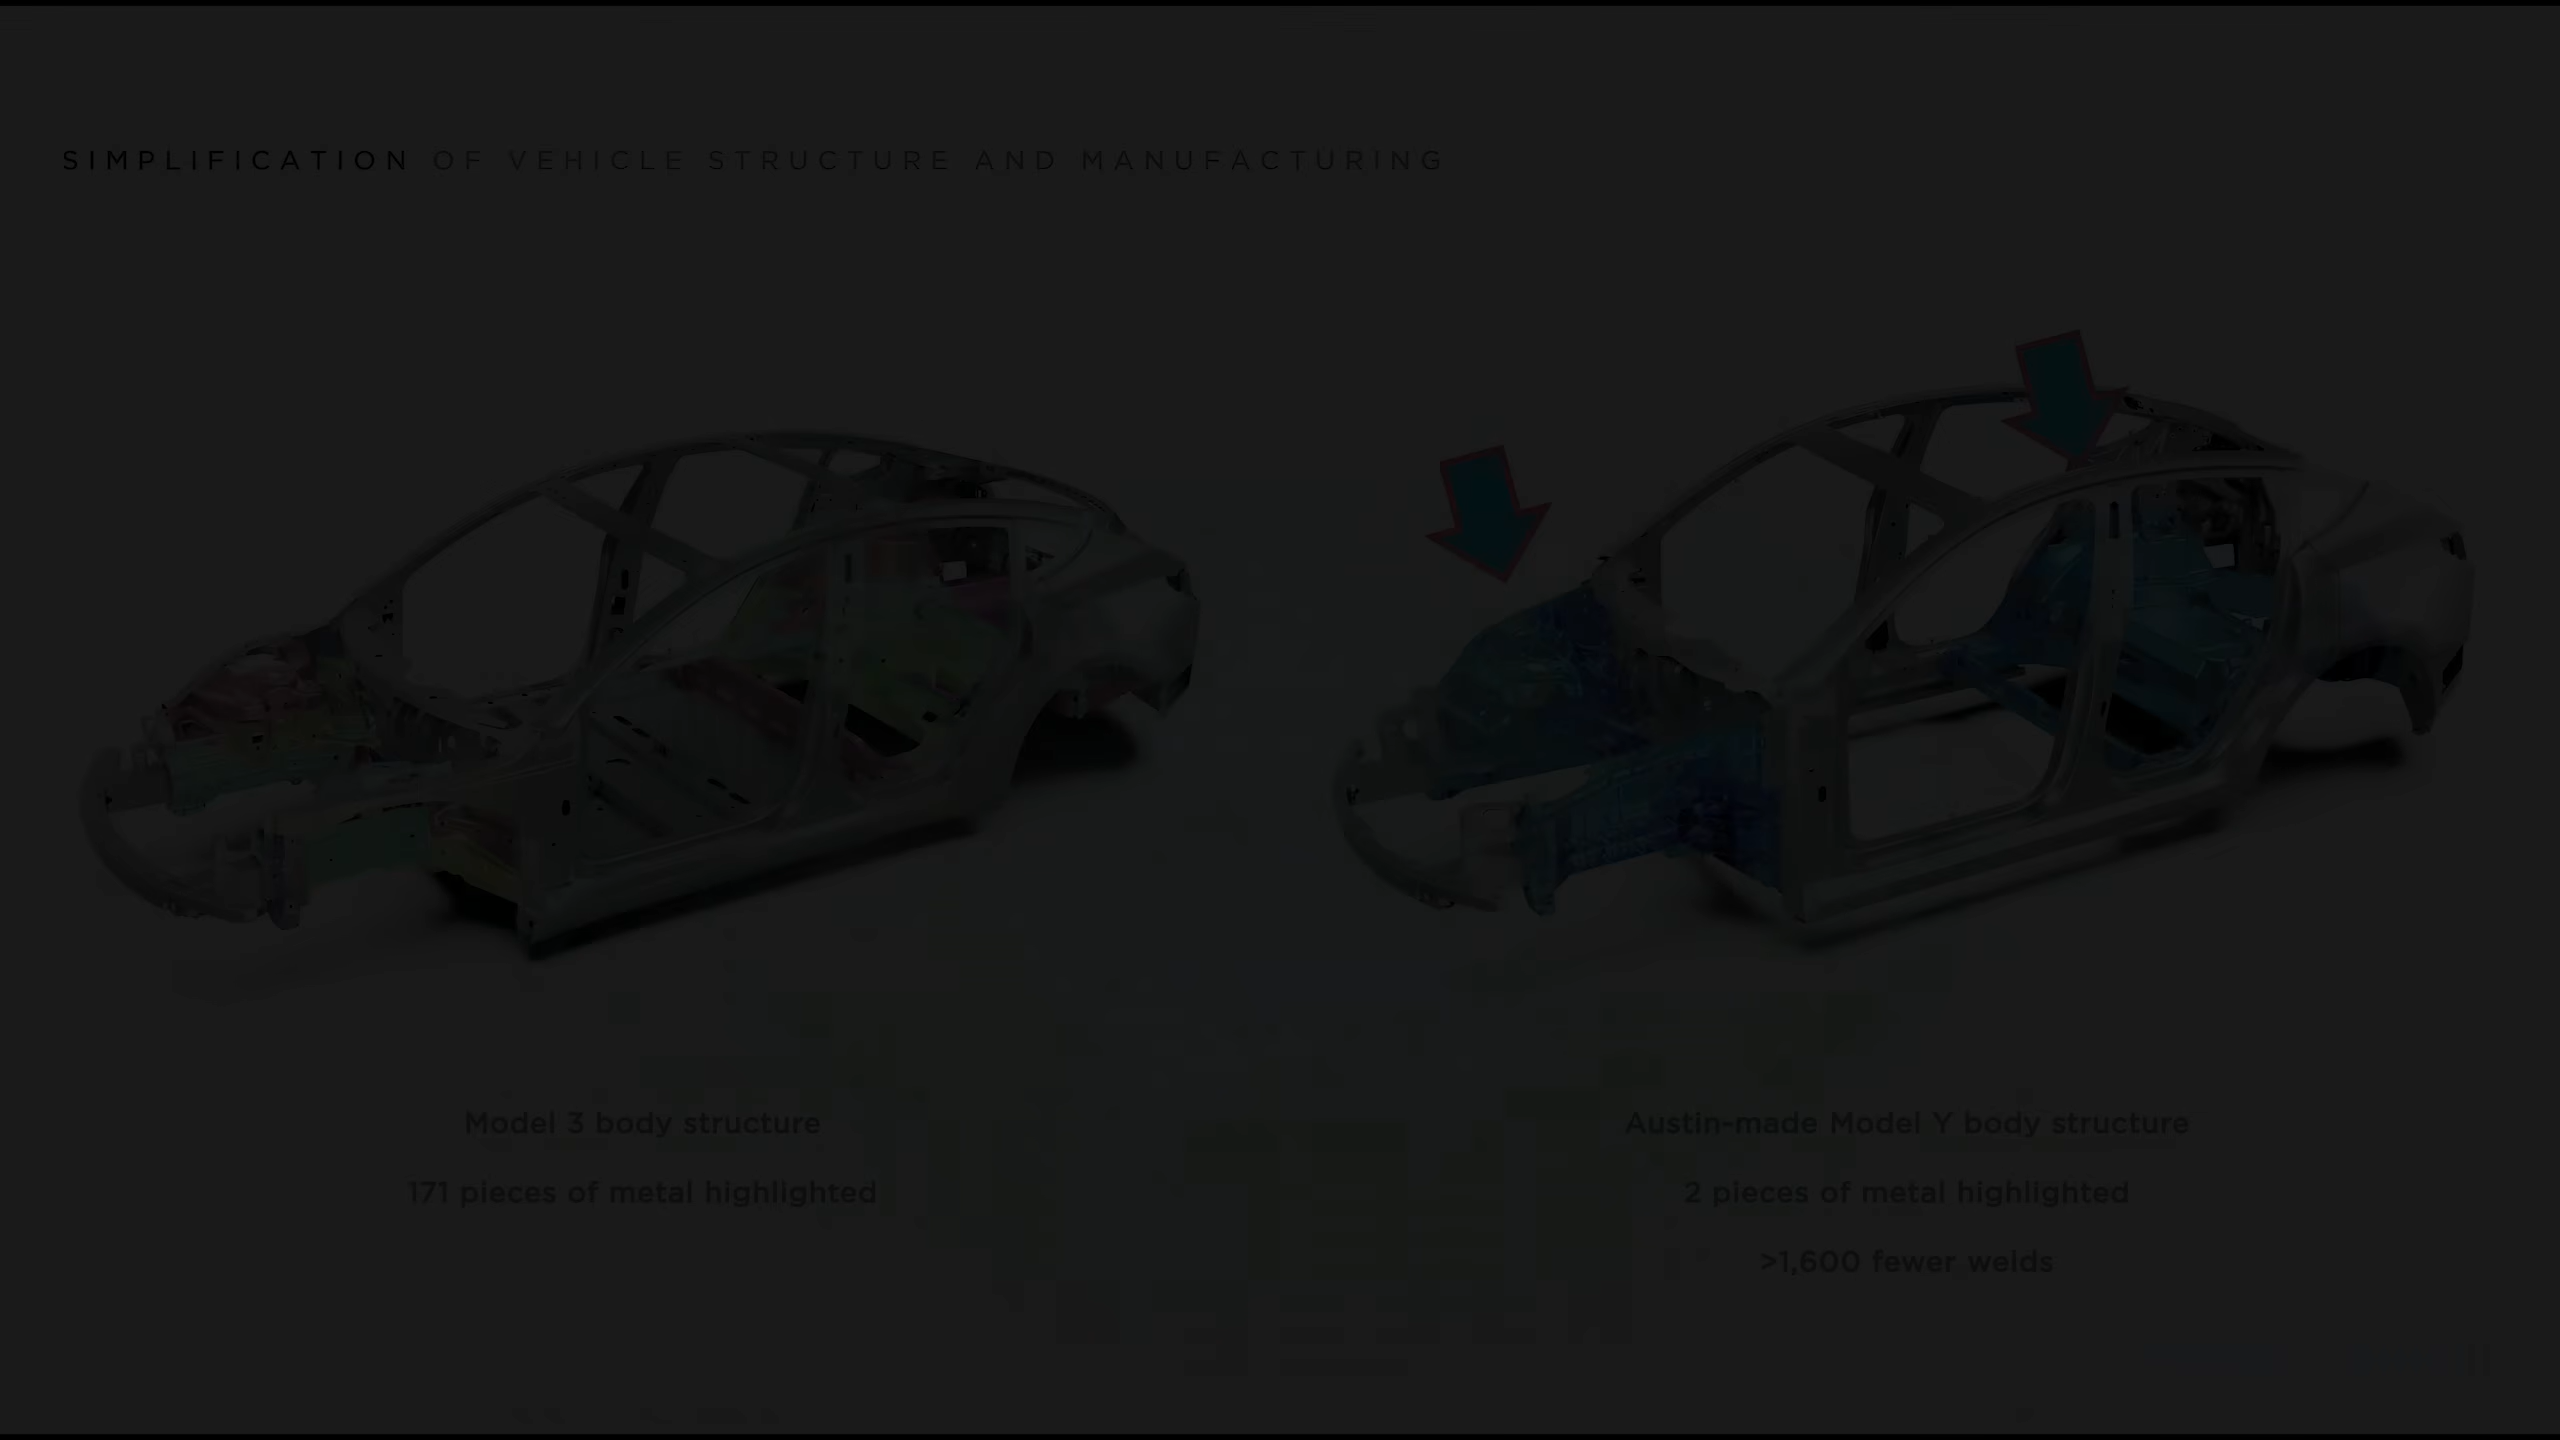 SIMPLIFICATION OF VEHICLE STRUCTURE AND MANUFACTURING
Model 3 body structure
171 pieces of metal highlighted
Austin-made Model Y body structure
2 pieces of metal highlighted
>1,600 fewer welds